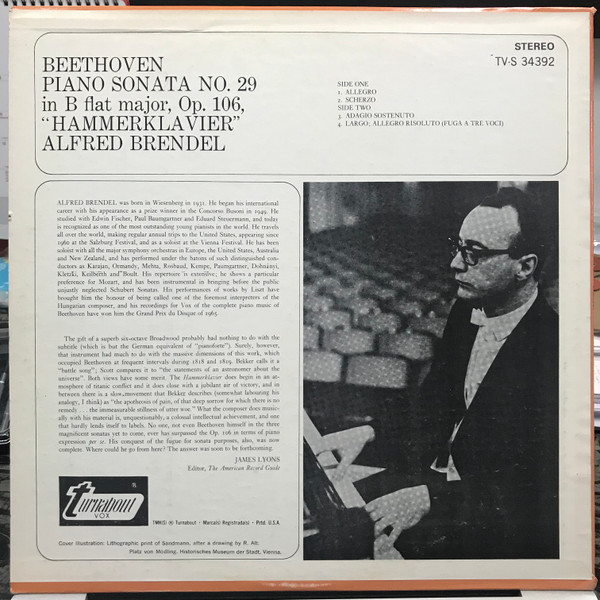 STEREO
TV-S 34392
BEETHOVEN
PIANO SONATA NO. 29
in B flat major, Op. 106,
“HAMMERKLAVIER”
ALFRED BRENDEL
SIDE ONE
1. ALLEGRO
2. SCHERZO
SIDE TWO
3. ADAGIO SOSTENUTO
4. LARGO; ALLEGRO RISOLUTO (FUGA A TRE VOCI)
ALFRED BRENDEL was born in Wiesenberg in 1931. He began his international
career with his appearance as a prize winner in the Concorso Busoni in 1949. He
studied with Edwin Fischer, Paul Baumgartner and Eduard Steuermann, and today
is recognized as one of the most outstanding young pianists in the world. He travels
all over the world, making regular annual trips to the United States, appearing since
1960 at the Salzburg Festival, and as a soloist at the Vienna Festival. He has been
soloist with all the major symphony orchestras in Europe, the United States, Australia
and New Zealand, and has performed under the batons of such distinguished con-
ductors as Karajan, Ormandy, Mehta, Rosbaud, Kempe, Paumgartner, Dohnányi,
Kletzki, Keilberth and Boult. His repertoire is extensive; he shows a particular
preference for Mozart, and has been instrumental in bringing before the public
unjustly neglected Schubert Sonatas. His performances of works by Liszt have
brought him the honour of being called one of the foremost interpreters of the
Hungarian composer, and his recordings for Vox of the complete piano music of
Beethoven have won him the Grand Prix du Disque of 1965.
The gift of a superb six-octave Broadwood probably had nothing to do with the
subtitle (which is but the German equivalent of “pianoforte”). Surely, however,
that instrument had much to do with the massive dimensions of this work, which
occupied Beethoven at frequent intervals during 1818 and 1819. Bekker calls it a
“battle song”; Scott compares it to “the statements of an astronomer about the
universe”. Both views have some merit. The Hammerklavier does begin in an at-
mosphere of titanic conflict and it does close with a jubilant air of victory, and in
between there is a slow movement that Bekker describes (somewhat labouring his
analogy, I think) as “the apotheosis of pain, of that deep sorrow for which there is no
remedy . . . the immeasurable stillness of utter woe.” What the composer does music-
ally with his material is, unquestionably, a colossal intellectual achievement, and one
that hardly lends itself to labels. No one, not even Beethoven himself in the three
magnificent sonatas yet to come, ever has surpassed the Op. 106 in terms of piano
expression per se. His conquest of the fugue for sonata purposes, also, was now
complete. Where could he go from here? The answer was soon to be forthcoming.
JAMES LYONS
Editor, The American Record Guide
Turnabout
VOX
TMK(S) ® Turnabout - Marca(s) Registrada(s) - Prtd. U.S.A.
Cover Illustration: Lithographic print of Sandmann, after a drawing by R. Alt.
Platz von Mödling. Historisches Museum der Stadt, Vienna.